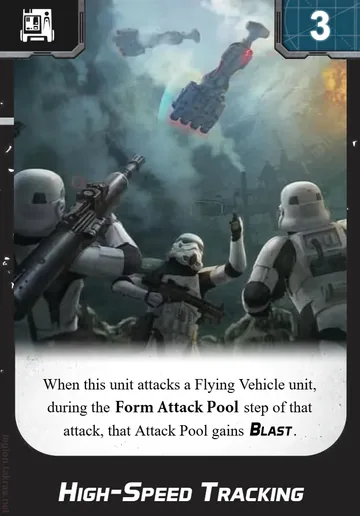 3
When this unit attacks a Flying Vehicle unit,
during the Form Attack Pool step of that
attack, that Attack Pool gains BLAST.
HIGH-SPEED TRACKING